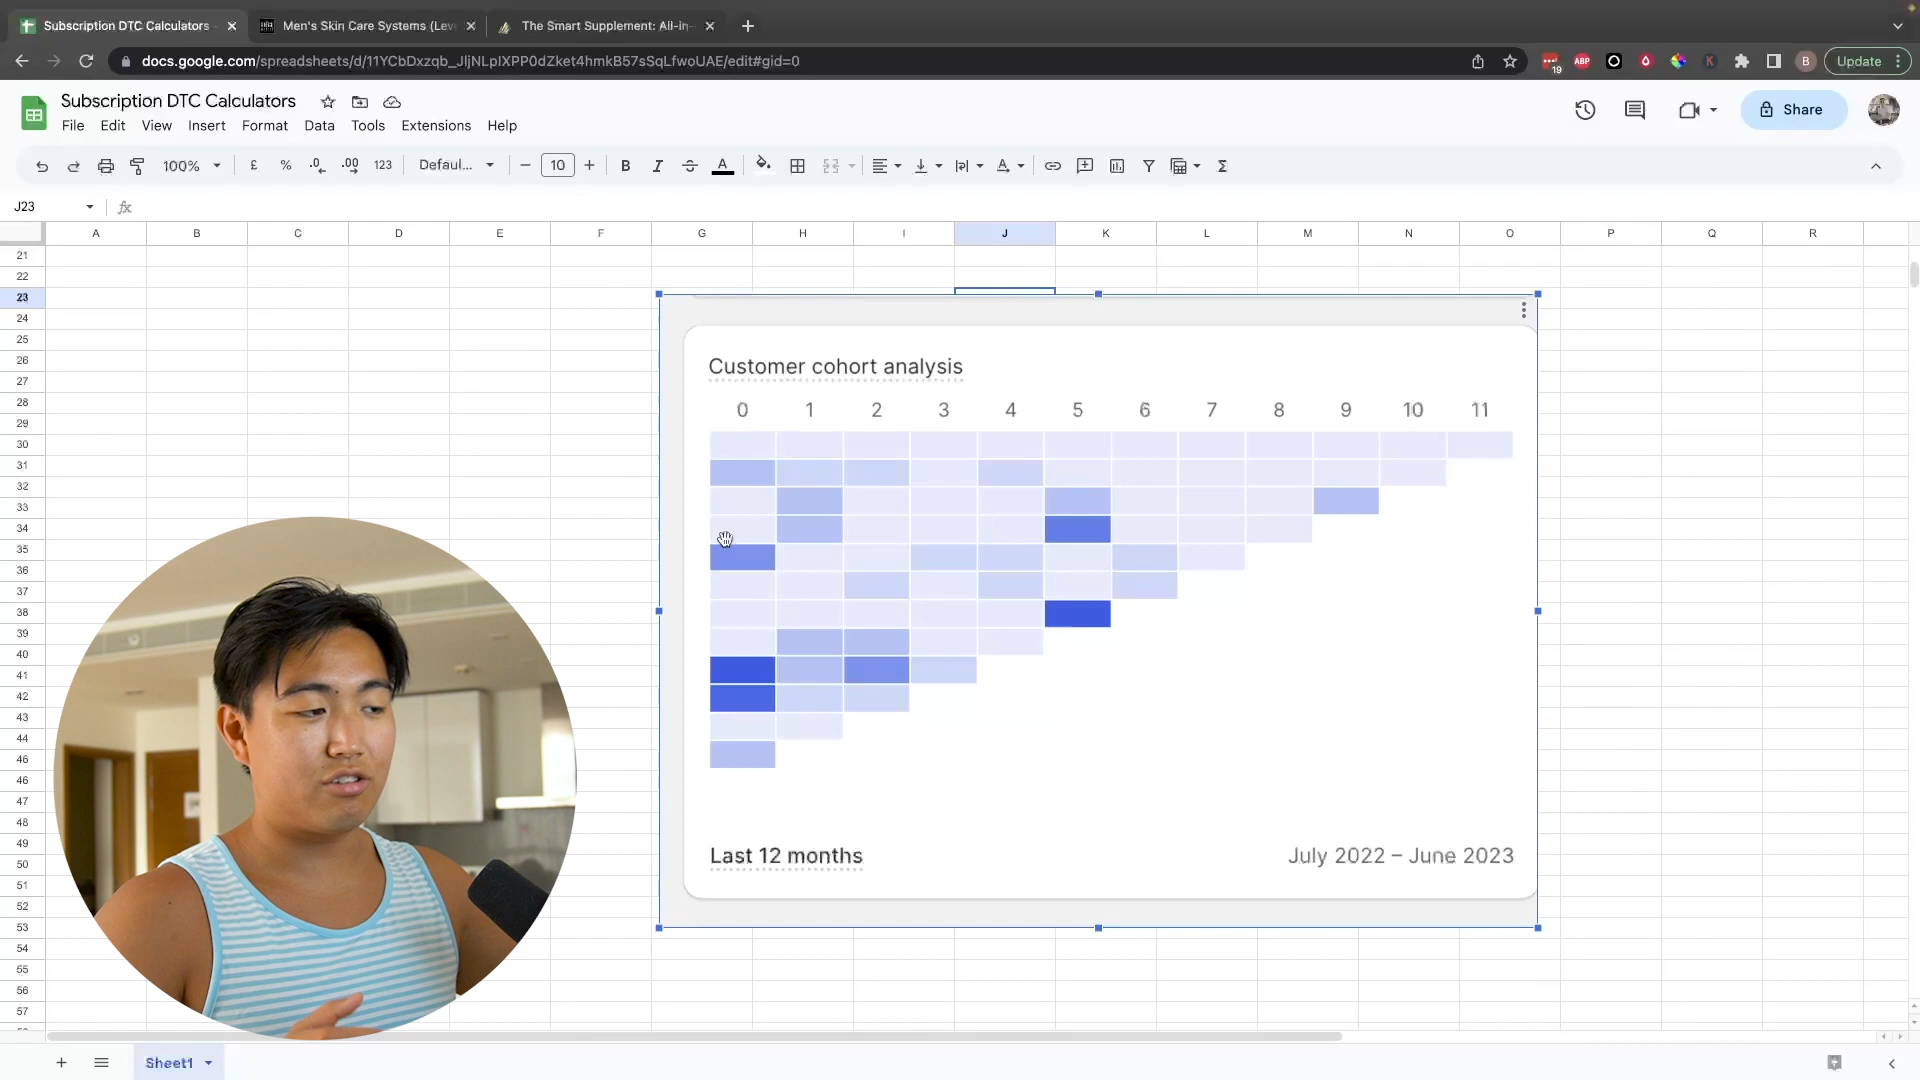 Subscription DTC Calculators -
Men's Skin Care Systems (Lev
The Smart Supplement: All-in-
docs.google.com/spreadsheets/d/11YCbDxzqb_JljNLpIXPP0dZket4hmkB57sSqLfwoUAE/edit#gid=0
19
ABP
K
B
Update
Subscription DTC Calculators
File Edit View Insert Format Data Tools Extensions Help
Share
100% £ % .0 .00 123 Defaul... 10 B I S A
J23
fx
A B C D E F G H I J K L M N O P Q R
21
22
23
24
25
26
27
28
29
30
31
32
33
34
35
36
37
38
39
40
41
42
43
44
46
46
47
48
49
50
51
52
53
54
55
56
57
Customer cohort analysis
0 1 2 3 4 5 6 7 8 9 10 11
Last 12 months
July 2022 – June 2023
Sheet1